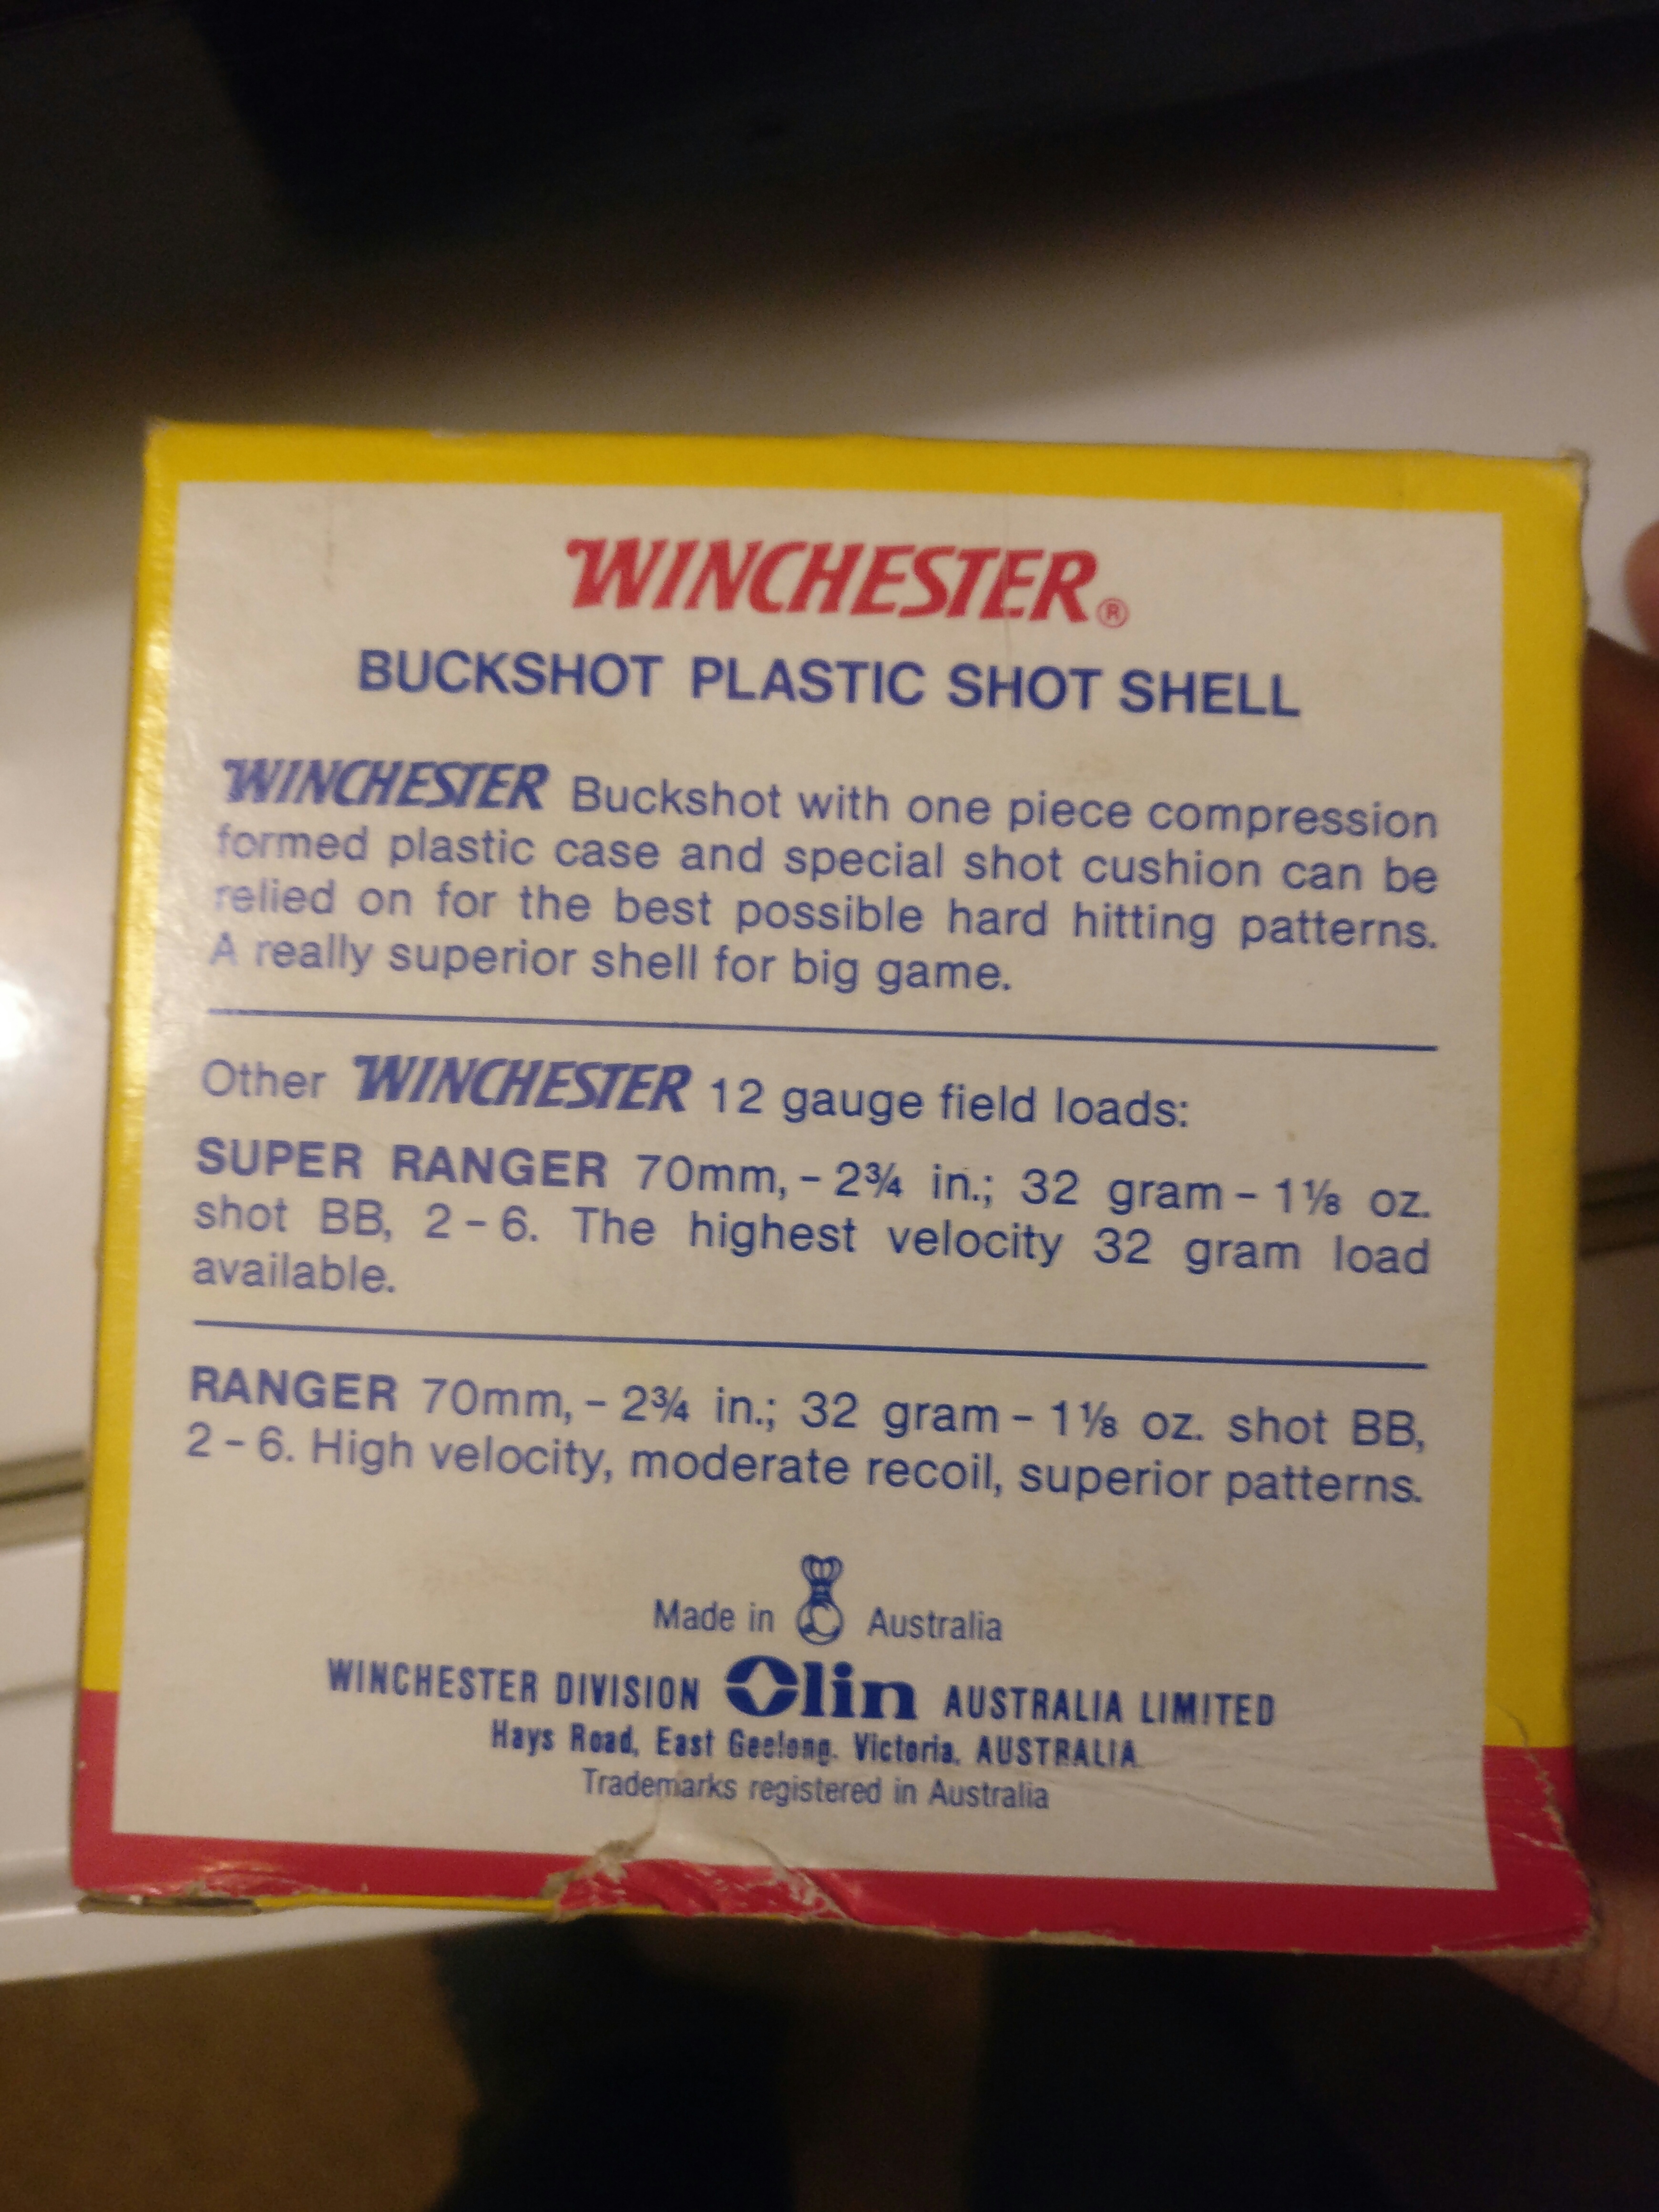 WINCHESTER®
BUCKSHOT PLASTIC SHOT SHELL
WINCHESTER Buckshot with one piece compression
formed plastic case and special shot cushion can be
relied on for the best possible hard hitting patterns.
A really superior shell for big game.
Other WINCHESTER 12 gauge field loads:
SUPER RANGER 70mm, – 2¾ in.; 32 gram – 1⅛ oz.
shot BB, 2 – 6. The highest velocity 32 gram load
available.
RANGER 70mm, – 2¾ in.; 32 gram – 1⅛ oz. shot BB,
2 – 6. High velocity, moderate recoil, superior patterns.
Made in Australia
WINCHESTER DIVISION Olin AUSTRALIA LIMITED
Hays Road, East Geelong. Victoria. AUSTRALIA
Trademarks registered in Australia